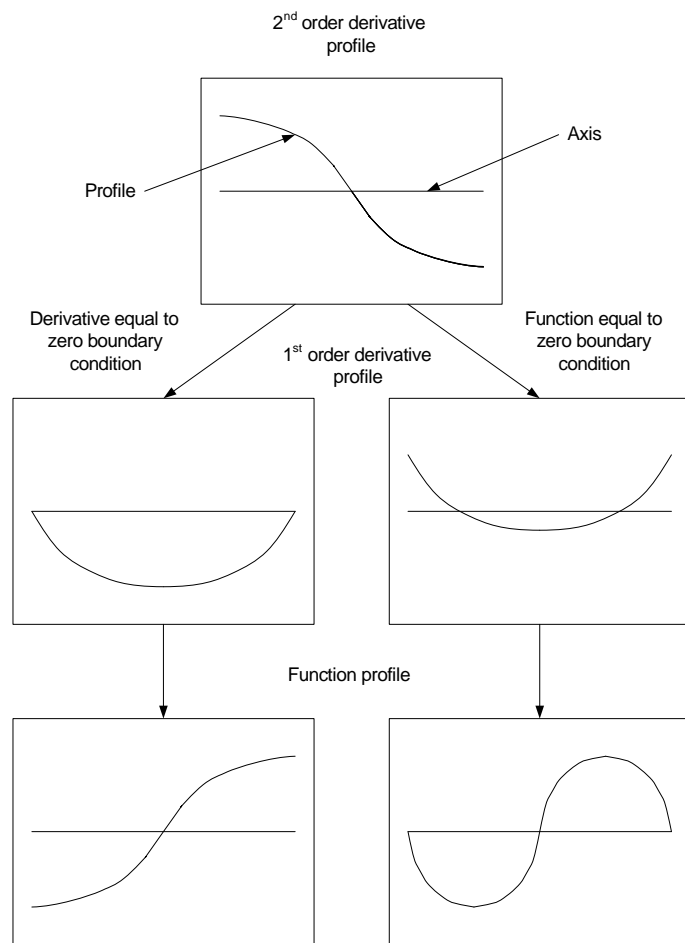 2nd order derivative
profile
Axis
Profile
Derivative equal to
zero boundary
condition
Function equal to
zero boundary
condition
1st order derivative
profile
Function profile